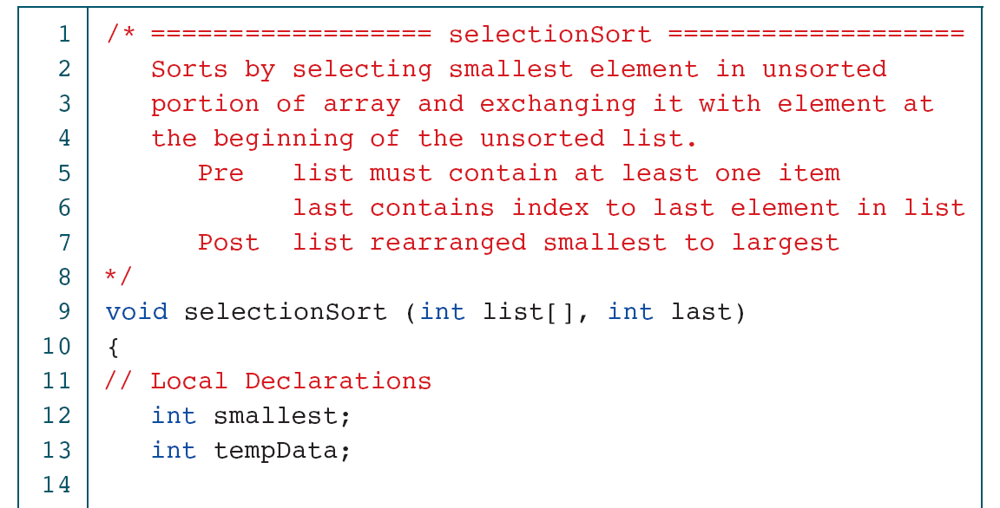 1 /* ================== selectionSort ===================
2    Sorts by selecting smallest element in unsorted
3    portion of array and exchanging it with element at
4    the beginning of the unsorted list.
5       Pre   list must contain at least one item
6             last contains index to last element in list
7       Post  list rearranged smallest to largest
8 */
9 void selectionSort (int list[], int last)
10 {
11 // Local Declarations
12    int smallest;
13    int tempData;
14